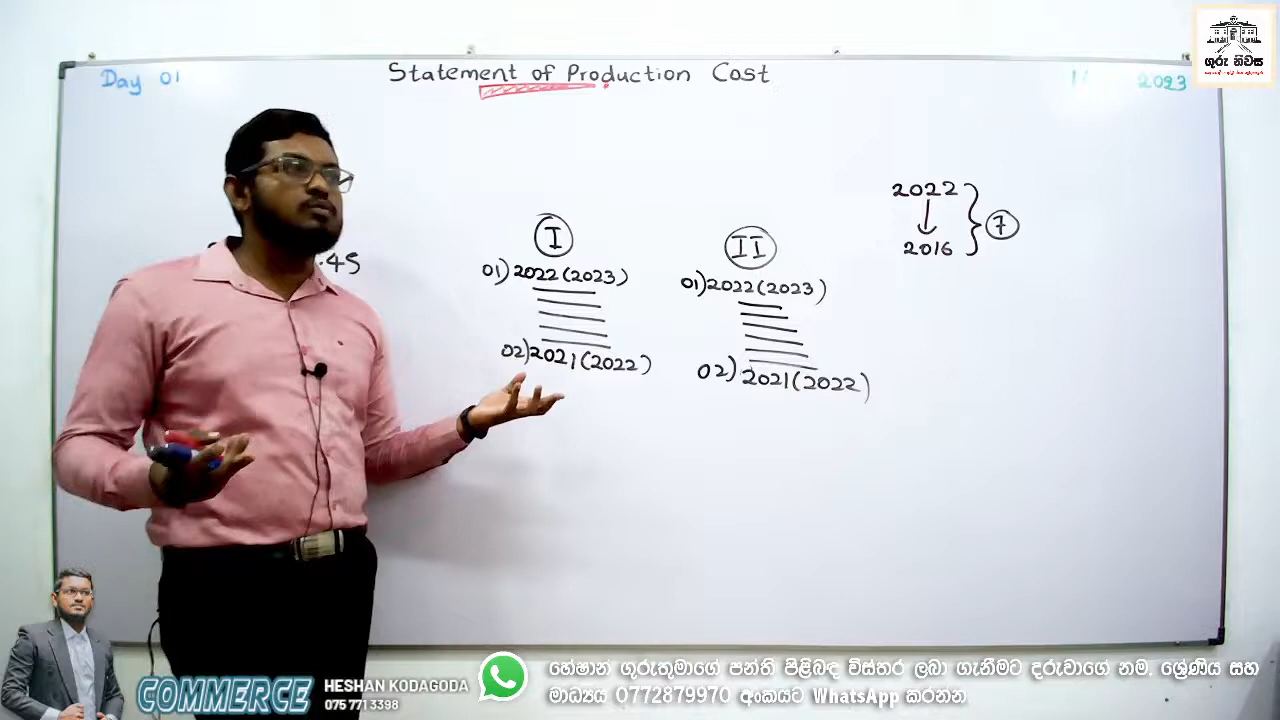 Day 01
Statement of Production Cost
2023
ගුරු නිවස
.45
I
01) 2022 (2023)
02) 2021 (2022)
II
01) 2022 (2023)
02) 2021 (2022)
2022
2016
7
COMMERCE
HESHAN KODAGODA
075 771 3398
හේෂාන් ගුරුතුමාගේ පන්ති පිළිබඳ විස්තර ලබා ගැනීමට දරුවාගේ නම, ශ්‍රේණිය සහ
මාධ්‍යය 0772879970 අංකයට WhatsApp කරන්න